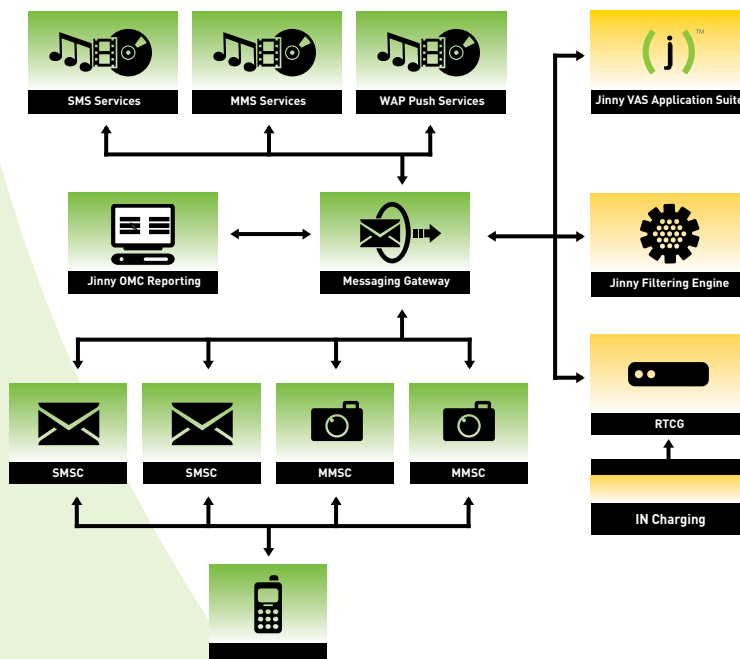 SMS Services
MMS Services
WAP Push Services
( j ) TM
Jinny VAS Application Suite
Jinny OMC Reporting
Messaging Gateway
Jinny Filtering Engine
RTCG
SMSC
SMSC
MMSC
MMSC
IN Charging